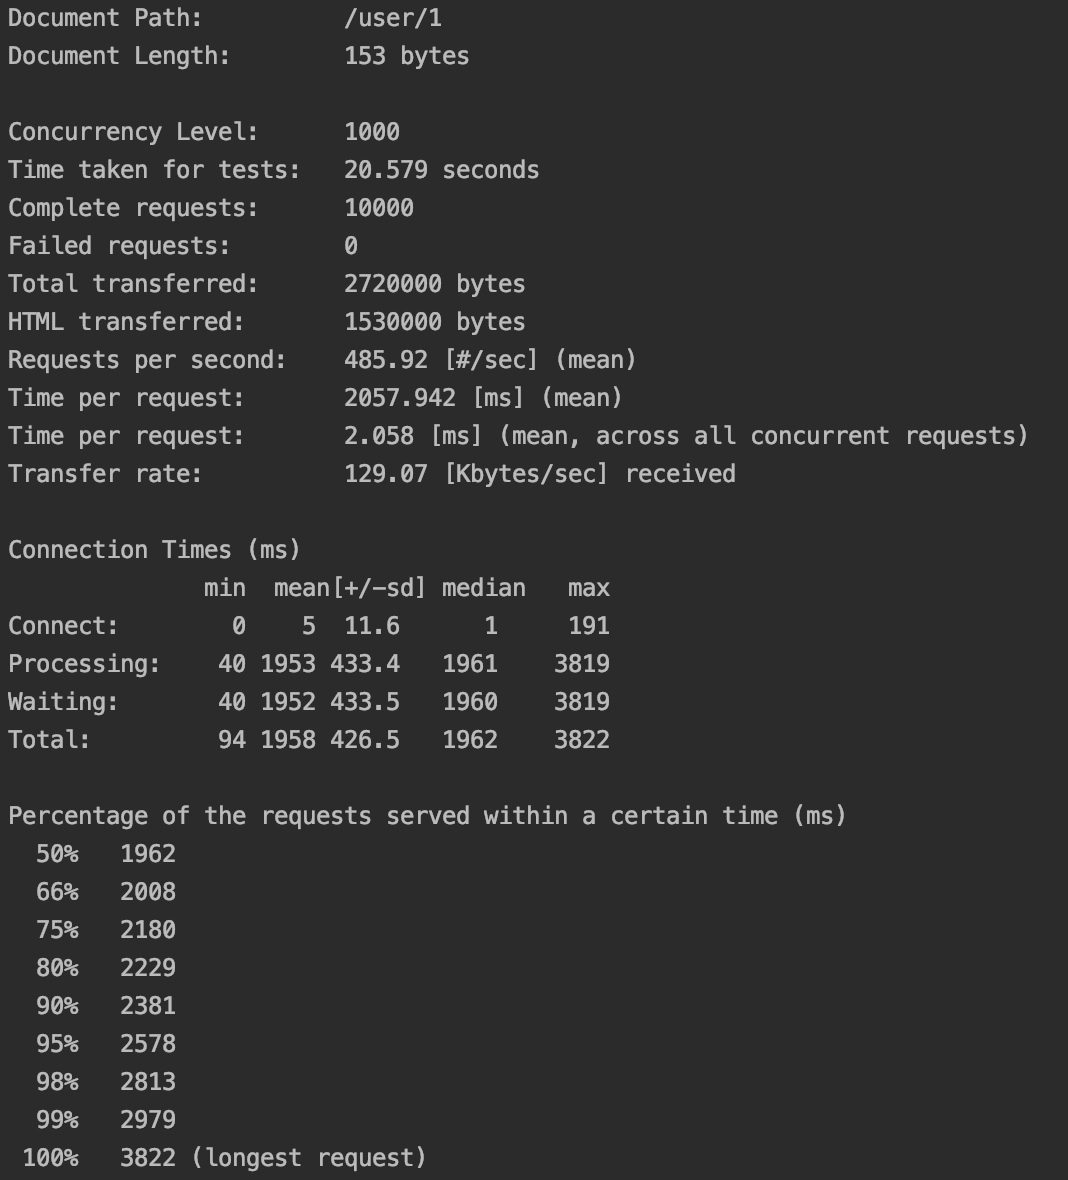 Document Path:          /user/1
Document Length:        153 bytes

Concurrency Level:      1000
Time taken for tests:   20.579 seconds
Complete requests:      10000
Failed requests:        0
Total transferred:      2720000 bytes
HTML transferred:       1530000 bytes
Requests per second:    485.92 [#/sec] (mean)
Time per request:       2057.942 [ms] (mean)
Time per request:       2.058 [ms] (mean, across all concurrent requests)
Transfer rate:          129.07 [Kbytes/sec] received

Connection Times (ms)
              min  mean[+/-sd] median   max
Connect:        0    5  11.6      1     191
Processing:    40 1953 433.4   1961    3819
Waiting:       40 1952 433.5   1960    3819
Total:         94 1958 426.5   1962    3822

Percentage of the requests served within a certain time (ms)
  50%   1962
  66%   2008
  75%   2180
  80%   2229
  90%   2381
  95%   2578
  98%   2813
  99%   2979
 100%   3822 (longest request)